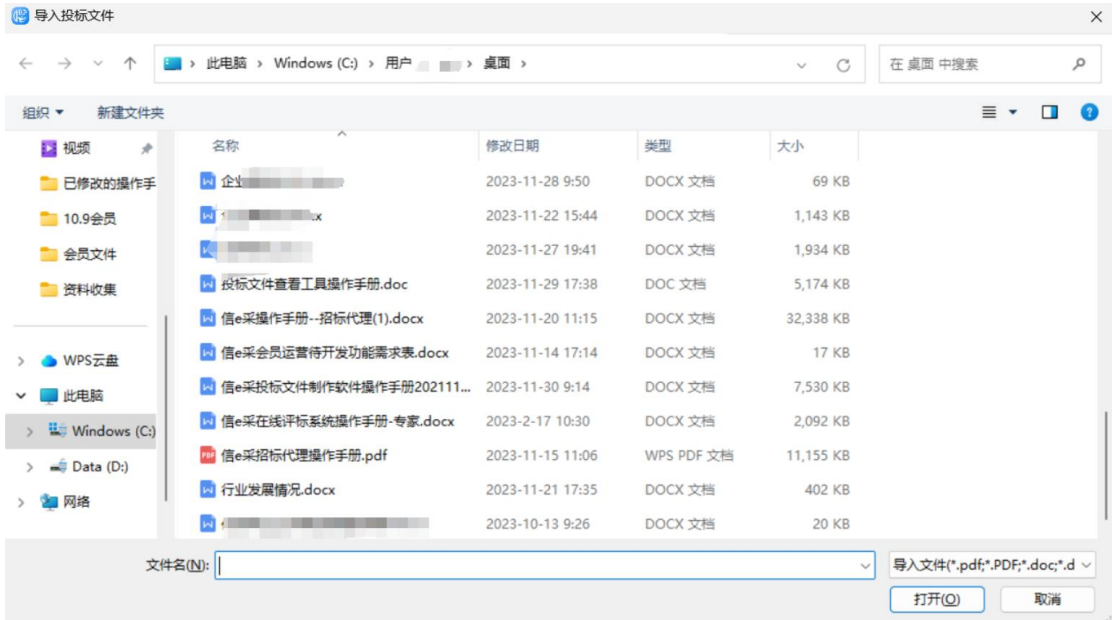 导入投标文件
此电脑 > Windows (C:) > 用户 > 桌面 >
在 桌面 中搜索
组织 新建文件夹
名称 修改日期 类型 大小
视频
已修改的操作手
10.9会员
会员文件
资料收集
WPS云盘
此电脑
Windows (C:)
Data (D:)
网络
企业 2023-11-28 9:50 DOCX 文档 69 KB
2023-11-22 15:44 DOCX 文档 1,143 KB
2023-11-27 19:41 DOCX 文档 1,934 KB
投标文件查看工具操作手册.doc 2023-11-29 17:38 DOC 文档 5,174 KB
信e采操作手册--招标代理(1).docx 2023-11-20 11:15 DOCX 文档 32,338 KB
信e采会员运营待开发功能需求表.docx 2023-11-14 17:14 DOCX 文档 17 KB
信e采投标文件制作软件操作手册202111... 2023-11-30 9:14 DOCX 文档 7,530 KB
信e采在线评标系统操作手册-专家.docx 2023-2-17 10:30 DOCX 文档 2,092 KB
信e采招标代理操作手册.pdf 2023-11-15 11:06 WPS PDF 文档 11,155 KB
行业发展情况.docx 2023-11-21 17:35 DOCX 文档 402 KB
2023-10-13 9:26 DOCX 文档 20 KB
文件名(N):
导入文件(*.pdf;*.PDF;*.doc;*.d
打开(O) 取消